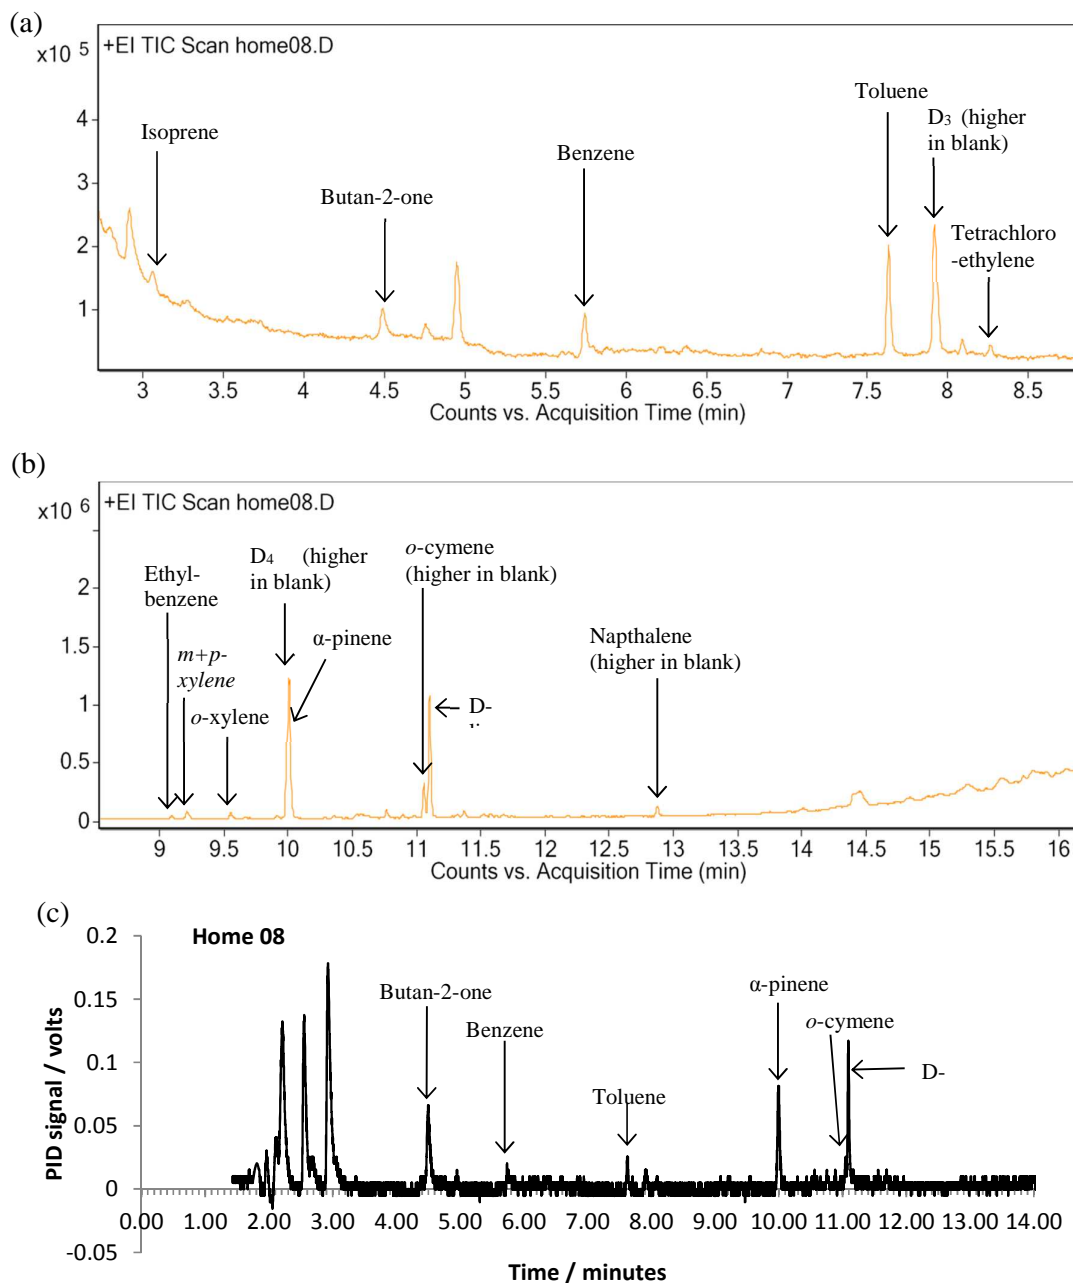 (a)
+EI TIC Scan home08.D
x10 5
4
3
2
1
Isoprene
Butan-2-one
Benzene
Toluene
D3 (higher
in blank)
Tetrachloro
-ethylene
3 3.5 4 4.5 5 5.5 6 6.5 7 7.5 8 8.5
Counts vs. Acquisition Time (min)
(b)
+EI TIC Scan home08.D
x10 6
2
1.5
1
0.5
0
Ethyl-
benzene
m+p-
xylene
o-xylene
D4 (higher
in blank)
α-pinene
o-cymene
(higher in blank)
D-
Napthalene
(higher in blank)
9 9.5 10 10.5 11 11.5 12 12.5 13 13.5 14 14.5 15 15.5 16
Counts vs. Acquisition Time (min)
(c)
Home 08
PID signal / volts
0.2
0.15
0.1
0.05
0
-0.05
Butan-2-one
Benzene
Toluene
α-pinene
o-cymene
D-
0.00 1.00 2.00 3.00 4.00 5.00 6.00 7.00 8.00 9.00 10.00 11.00 12.00 13.00 14.00
Time / minutes